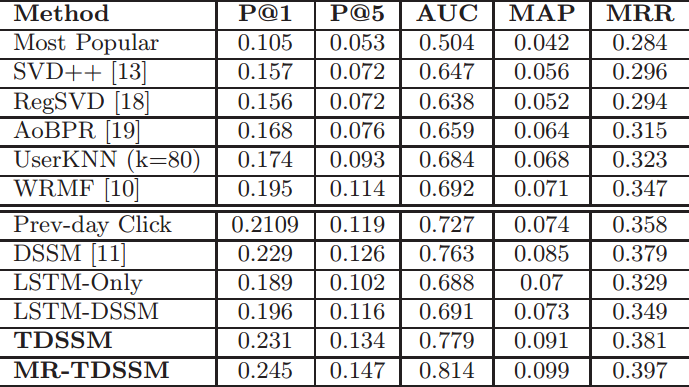 Method P@1 P@5 AUC MAP MRR
Most Popular 0.105 0.053 0.504 0.042 0.284
SVD++ [13] 0.157 0.072 0.647 0.056 0.296
RegSVD [18] 0.156 0.072 0.638 0.052 0.294
AoBPR [19] 0.168 0.076 0.659 0.064 0.315
UserKNN (k=80) 0.174 0.093 0.684 0.068 0.323
WRMF [10] 0.195 0.114 0.692 0.071 0.347
Prev-day Click 0.2109 0.119 0.727 0.074 0.358
DSSM [11] 0.229 0.126 0.763 0.085 0.379
LSTM-Only 0.189 0.102 0.688 0.07 0.329
LSTM-DSSM 0.196 0.116 0.691 0.073 0.349
TDSSM 0.231 0.134 0.779 0.091 0.381
MR-TDSSM 0.245 0.147 0.814 0.099 0.397